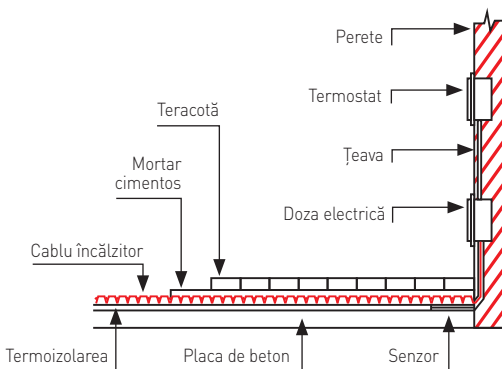 Perete
Termostat
Teracotă
Țeava
Mortar
cimentos
Doza electrică
Cablu încălzitor
Termoizolarea
Placa de beton
Senzor